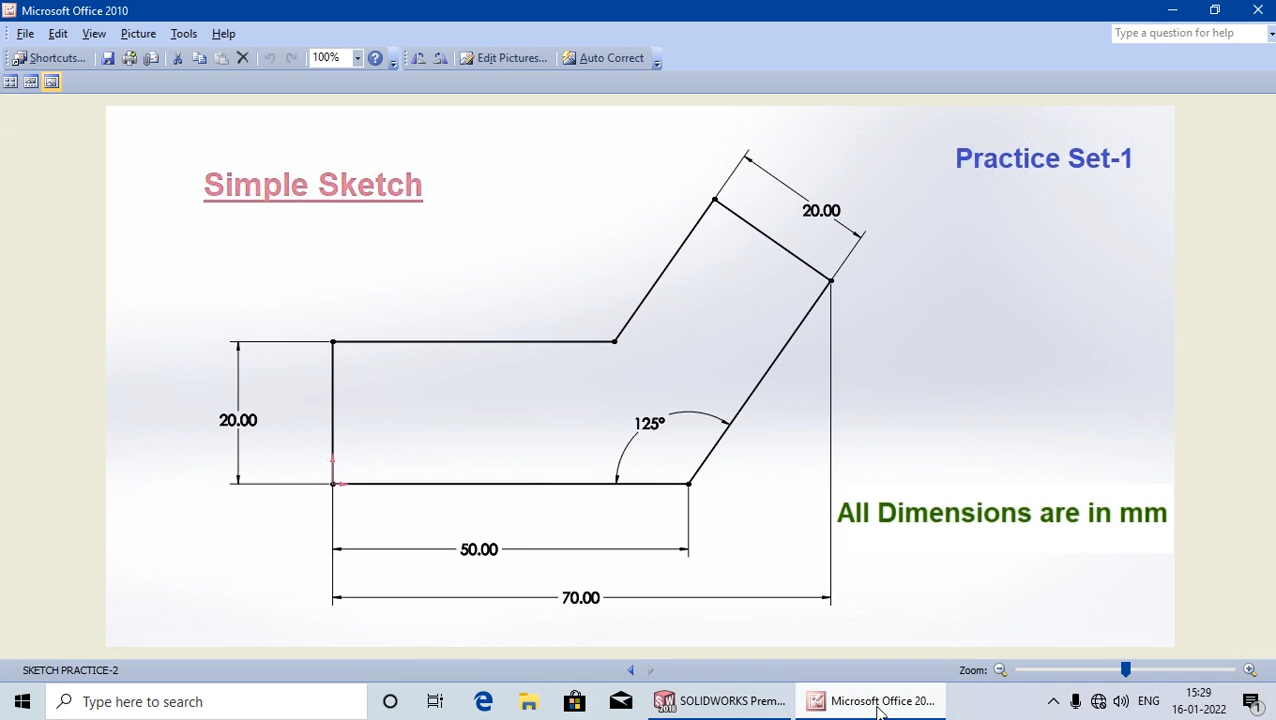 Microsoft Office 2010
File Edit View Picture Tools Help
Type a question for help
Shortcuts...
100%
Edit Pictures...
Auto Correct
Practice Set-1
Simple Sketch
20.00
20.00
125°
All Dimensions are in mm
50.00
70.00
SKETCH PRACTICE-2
Zoom:
Type here to search
SW
2018
SOLIDWORKS Prem...
Microsoft Office 20...
ENG
15:29
16-01-2022
1